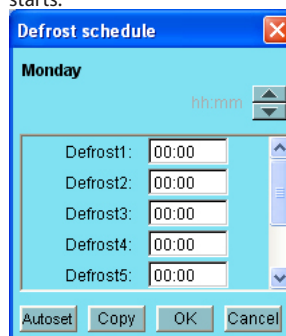 starts.
Defrost schedule
Monday
hh:mm
Defrost1: 00:00
Defrost2: 00:00
Defrost3: 00:00
Defrost4: 00:00
Defrost5: 00:00
Autoset Copy OK Cancel